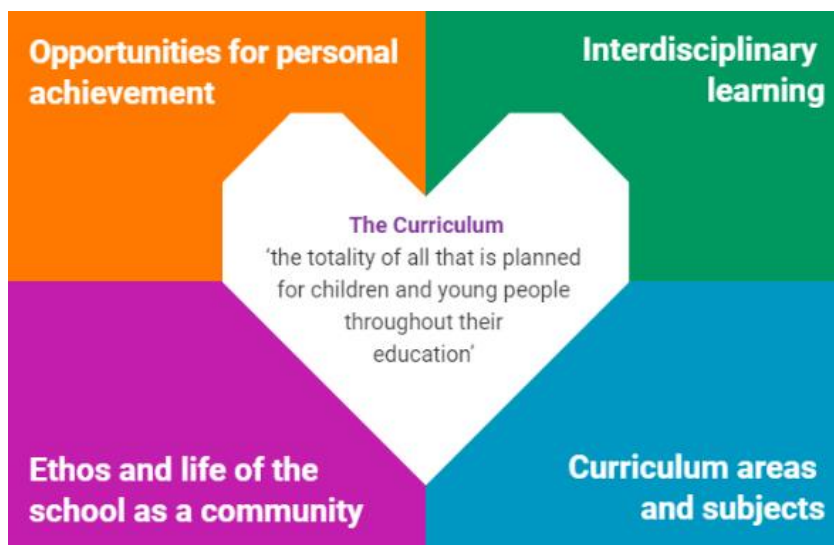 Opportunities for personal
achievement
Interdisciplinary
learning
The Curriculum
‘the totality of all that is planned
for children and young people
throughout their
education’
Ethos and life of the
school as a community
Curriculum areas
and subjects